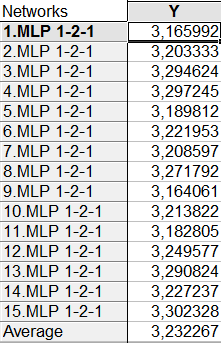 Networks Y
1.MLP 1-2-1 3,165992
2.MLP 1-2-1 3,203333
3.MLP 1-2-1 3,294624
4.MLP 1-2-1 3,297245
5.MLP 1-2-1 3,189812
6.MLP 1-2-1 3,221953
7.MLP 1-2-1 3,208597
8.MLP 1-2-1 3,271792
9.MLP 1-2-1 3,164061
10.MLP 1-2-1 3,213822
11.MLP 1-2-1 3,182805
12.MLP 1-2-1 3,249577
13.MLP 1-2-1 3,290824
14.MLP 1-2-1 3,227237
15.MLP 1-2-1 3,302328
Average 3,232267